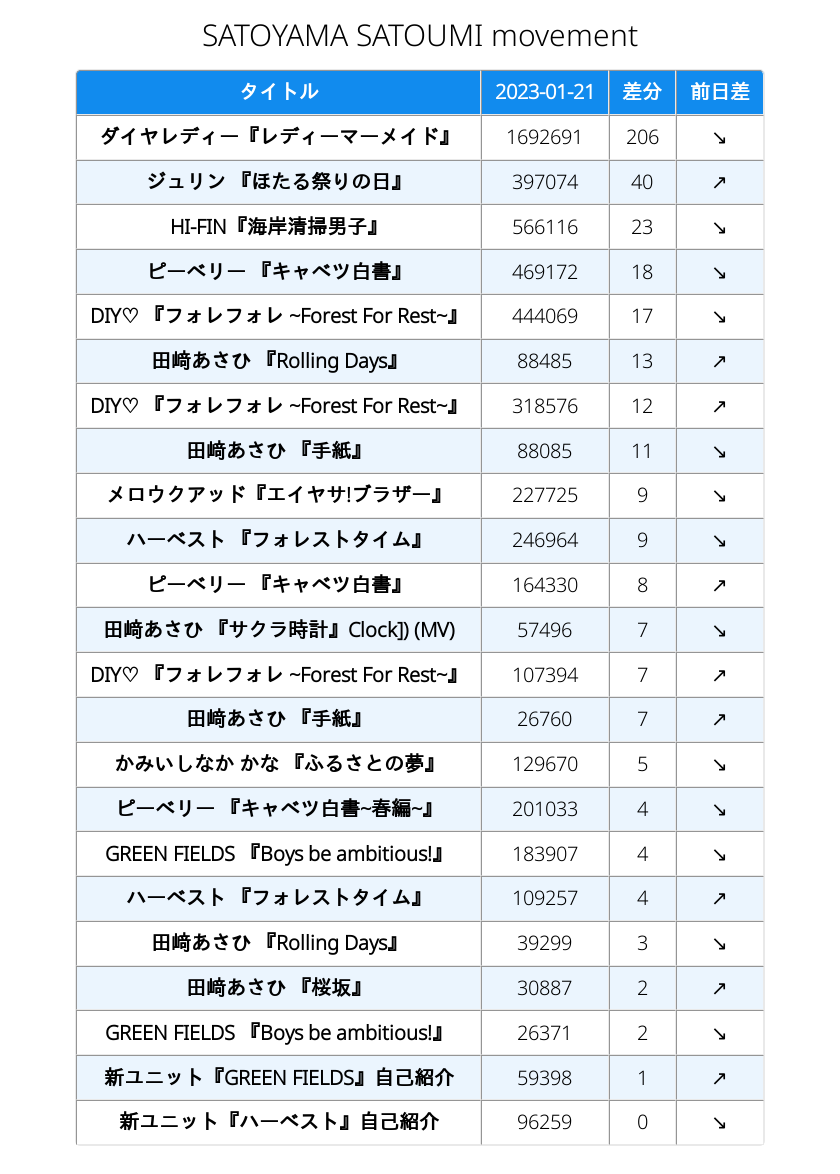 SATOYAMA SATOUMI movement
タイトル 2023-01-21 差分 前日差
ダイヤレディー『レディーマーメイド』 1692691 206 ↘
ジュリン 『ほたる祭りの日』 397074 40 ↗
HI-FIN『海岸清掃男子』 566116 23 ↘
ピーベリー 『キャベツ白書』 469172 18 ↘
DIY♡ 『フォレフォレ ~Forest For Rest~』 444069 17 ↘
田﨑あさひ 『Rolling Days』 88485 13 ↗
DIY♡ 『フォレフォレ ~Forest For Rest~』 318576 12 ↗
田﨑あさひ 『手紙』 88085 11 ↘
メロウクアッド『エイヤサ!ブラザー』 227725 9 ↘
ハーベスト 『フォレストタイム』 246964 9 ↘
ピーベリー 『キャベツ白書』 164330 8 ↗
田﨑あさひ 『サクラ時計』Clock]) (MV) 57496 7 ↘
DIY♡ 『フォレフォレ ~Forest For Rest~』 107394 7 ↗
田﨑あさひ 『手紙』 26760 7 ↗
かみいしなか かな 『ふるさとの夢』 129670 5 ↘
ピーベリー 『キャベツ白書~春編~』 201033 4 ↘
GREEN FIELDS 『Boys be ambitious!』 183907 4 ↘
ハーベスト 『フォレストタイム』 109257 4 ↗
田﨑あさひ 『Rolling Days』 39299 3 ↘
田﨑あさひ 『桜坂』 30887 2 ↗
GREEN FIELDS 『Boys be ambitious!』 26371 2 ↘
新ユニット『GREEN FIELDS』自己紹介 59398 1 ↗
新ユニット『ハーベスト』自己紹介 96259 0 ↘